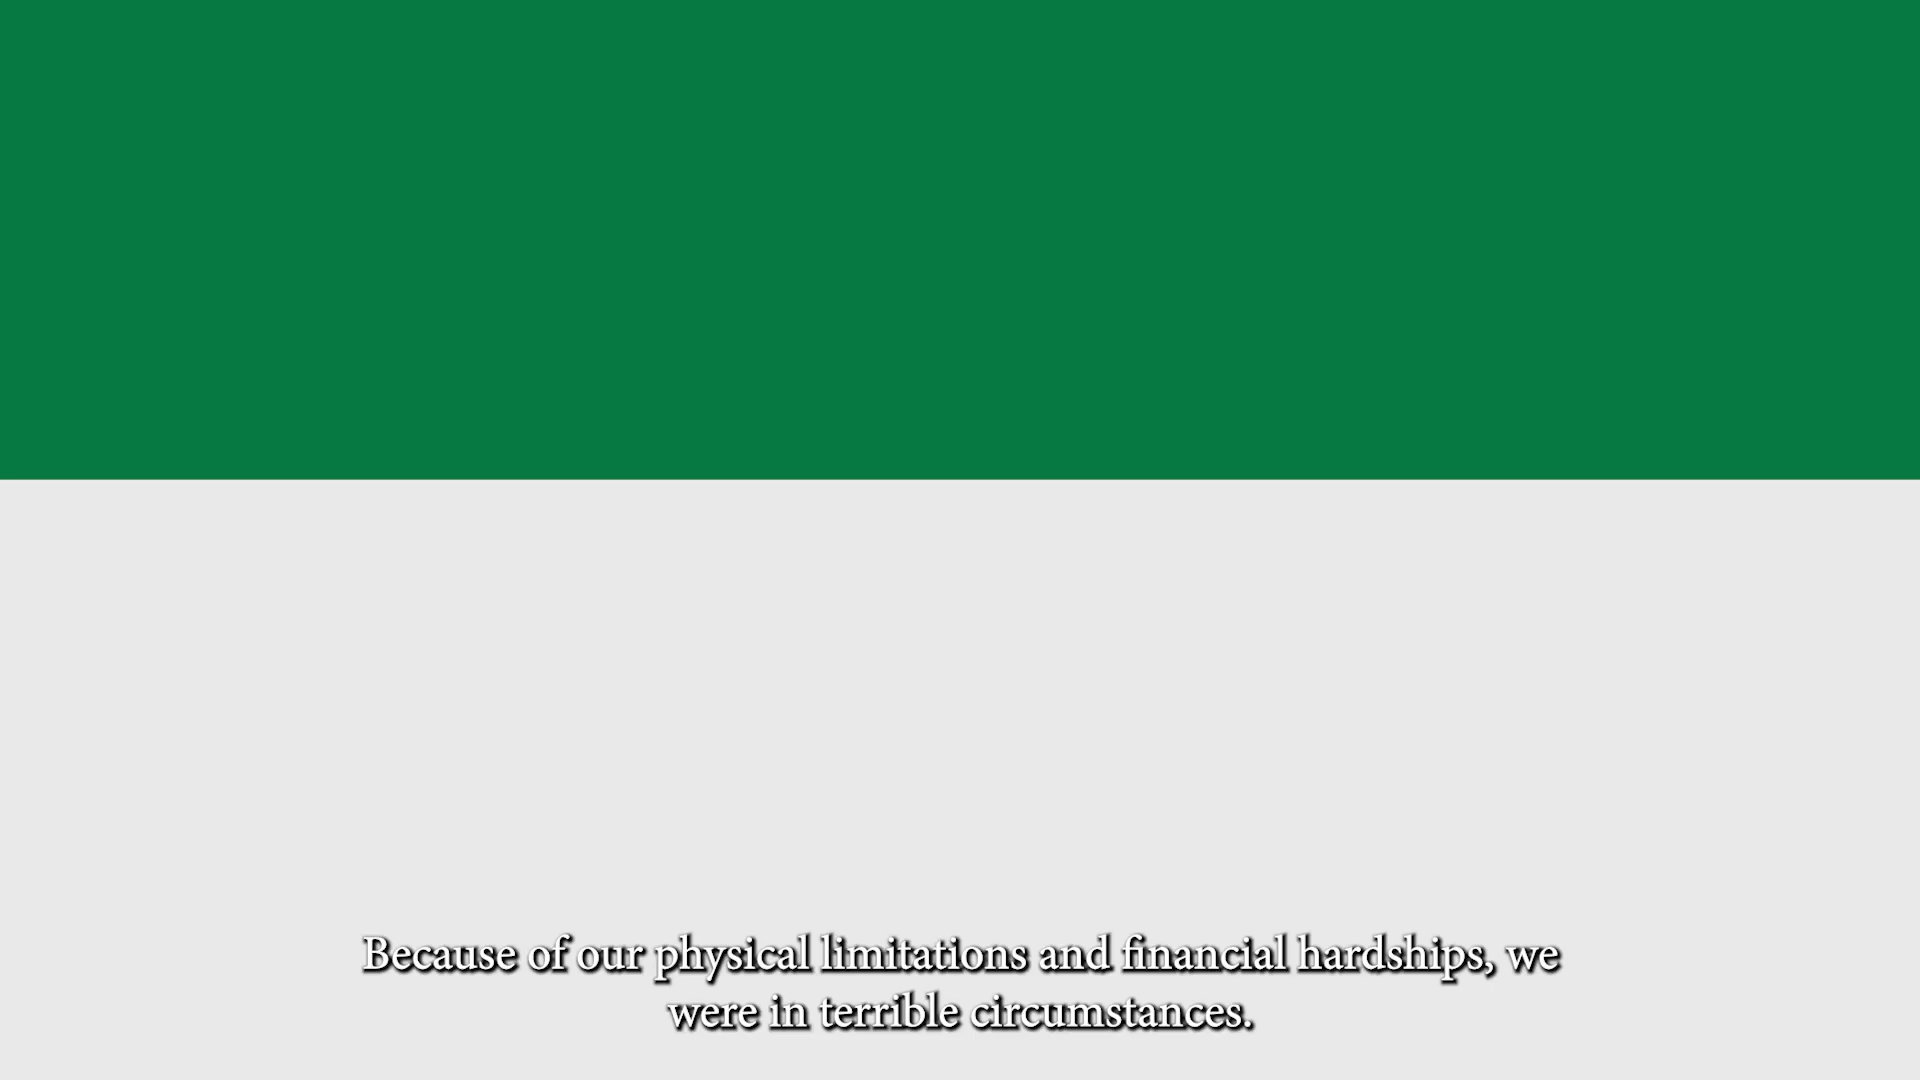 Because of our physical limitations and financial hardships, we
were in terrible circumstances.